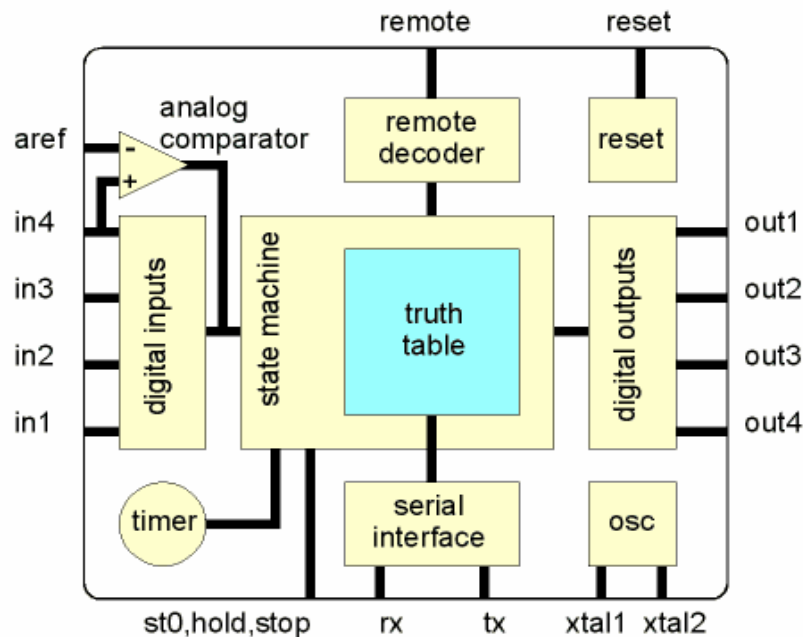 remote
reset
analog
comparator
aref
-
+
remote
decoder
reset
in4
in3
in2
in1
digital inputs
state machine
truth
table
digital outputs
out1
out2
out3
out4
timer
serial
interface
osc
st0,hold,stop
rx
tx
xtal1
xtal2